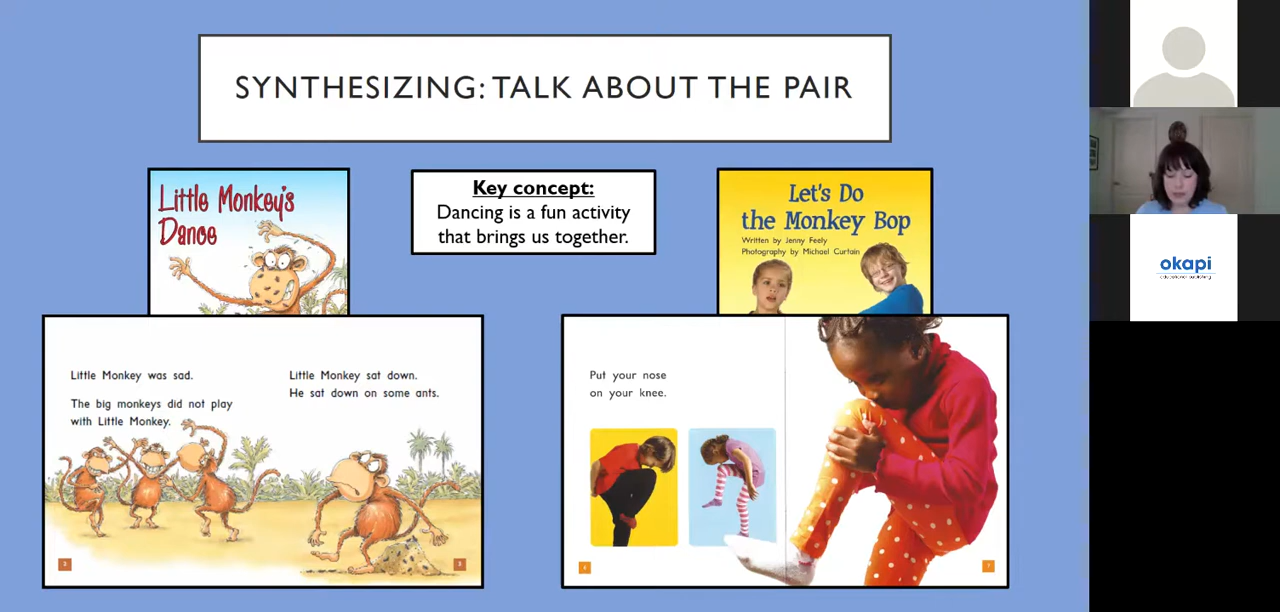 SYNTHESIZING: TALK ABOUT THE PAIR
Little Monkey's
Dance
Key concept:
Dancing is a fun activity
that brings us together.
Let's Do
the Monkey Bop
Written by Jenny Feely
Photography by Michael Curtain
Little Monkey was sad.
The big monkeys did not play
with Little Monkey.
Little Monkey sat down.
He sat down on some ants.
Put your nose
on your knee.
7
okapi
educational publishing